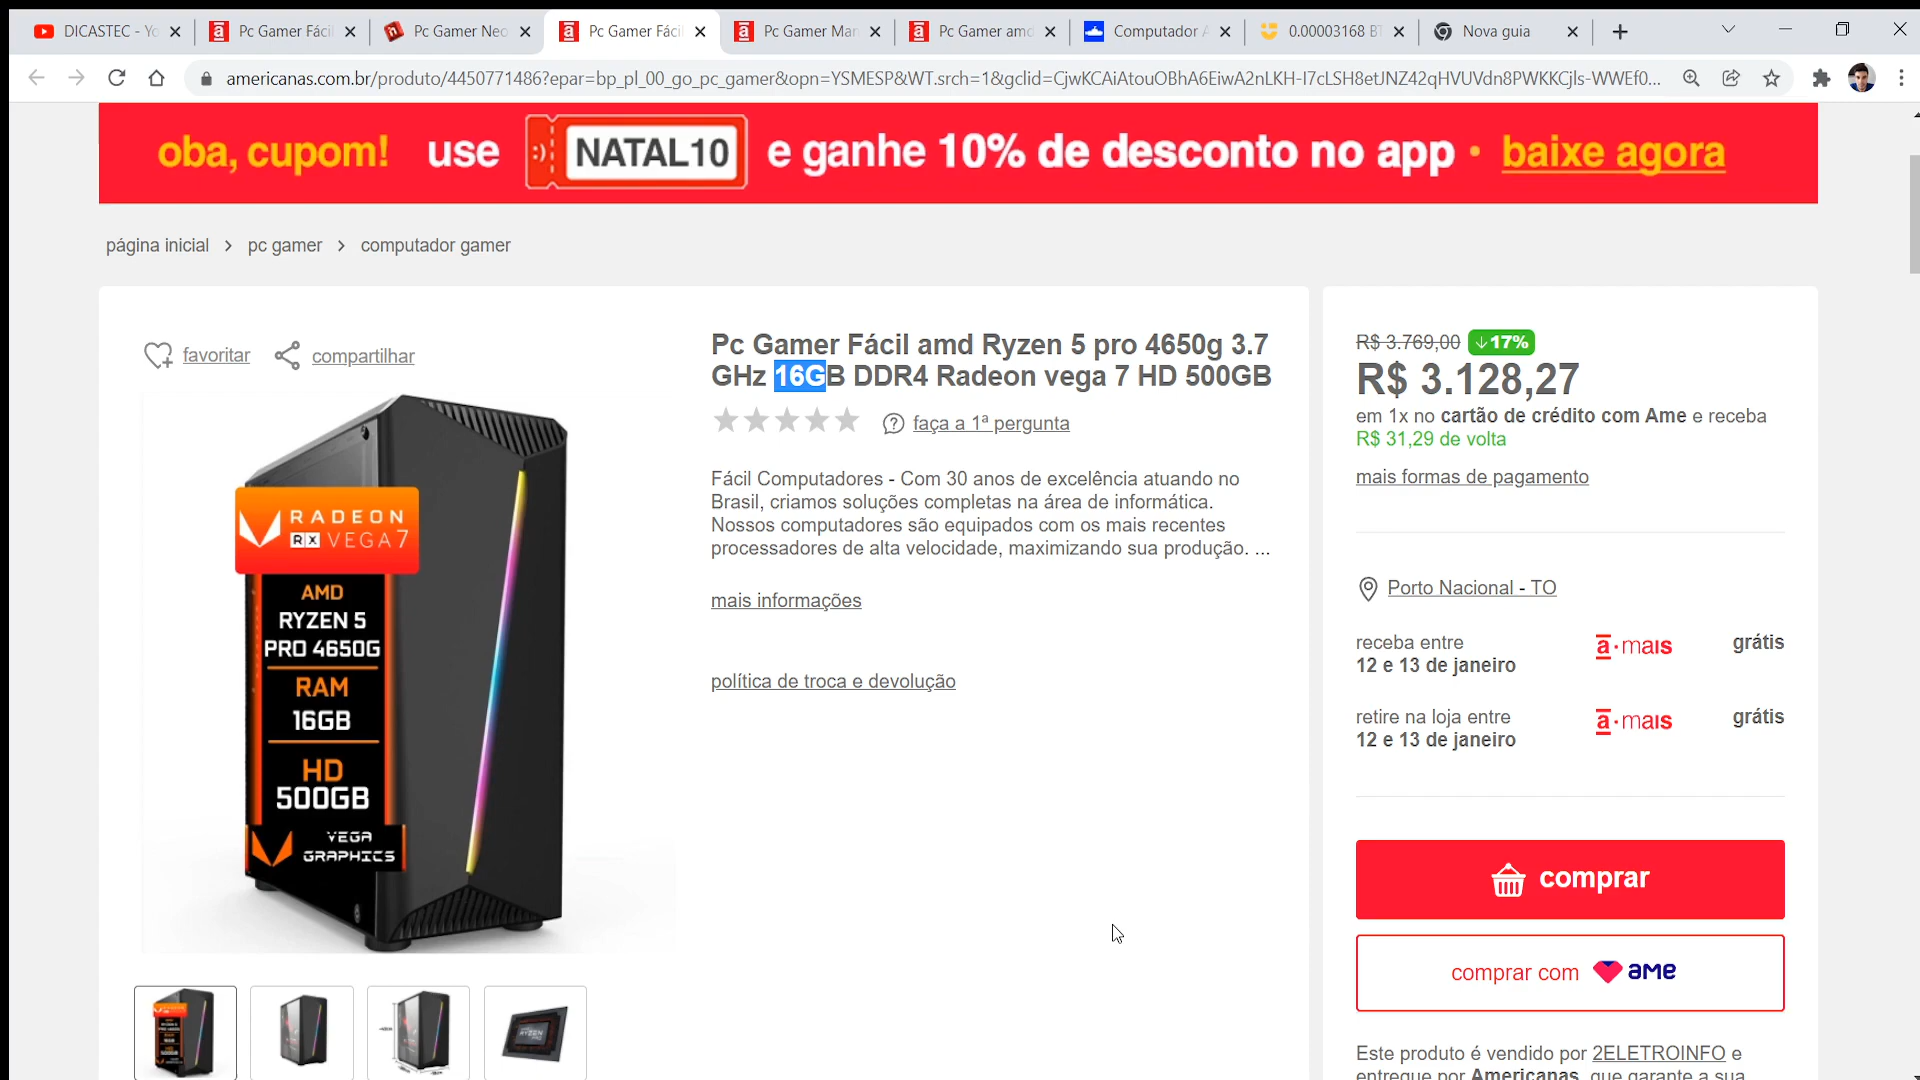 DICASTEC - Yo
Pc Gamer Fácil
Pc Gamer Neo
Pc Gamer Fácil
Pc Gamer Man
Pc Gamer amd
Computador A
0.00003168 BT
Nova guia
americanas.com.br/produto/4450771486?epar=bp_pl_00_go_pc_gamer&opn=YSMESP&WT.srch=1&gclid=CjwKCAiAtouOBhA6EiwA2nLKH-I7cLSH8etJNZ42qHVUVdn8PWKKCjls-WWEf0...
oba, cupom! use NATAL10 e ganhe 10% de desconto no app · baixe agora
página inicial > pc gamer > computador gamer
favoritar compartilhar
Pc Gamer Fácil amd Ryzen 5 pro 4650g 3.7
GHz 16GB DDR4 Radeon vega 7 HD 500GB
faça a 1ª pergunta
Fácil Computadores - Com 30 anos de excelência atuando no
Brasil, criamos soluções completas na área de informática.
Nossos computadores são equipados com os mais recentes
processadores de alta velocidade, maximizando sua produção. ...
mais informações
política de troca e devolução
RADEON
RX VEGA 7
AMD
RYZEN 5
PRO 4650G
RAM
16GB
HD
500GB
VEGA
GRAPHICS
R$ 3.769,00 17%
R$ 3.128,27
em 1x no cartão de crédito com Ame e receba
R$ 31,29 de volta
mais formas de pagamento
Porto Nacional - TO
receba entre a·mais grátis
12 e 13 de janeiro
retire na loja entre a·mais grátis
12 e 13 de janeiro
comprar
comprar com ame
Este produto é vendido por 2ELETROINFO e
entregue por Americanas, que garante a sua